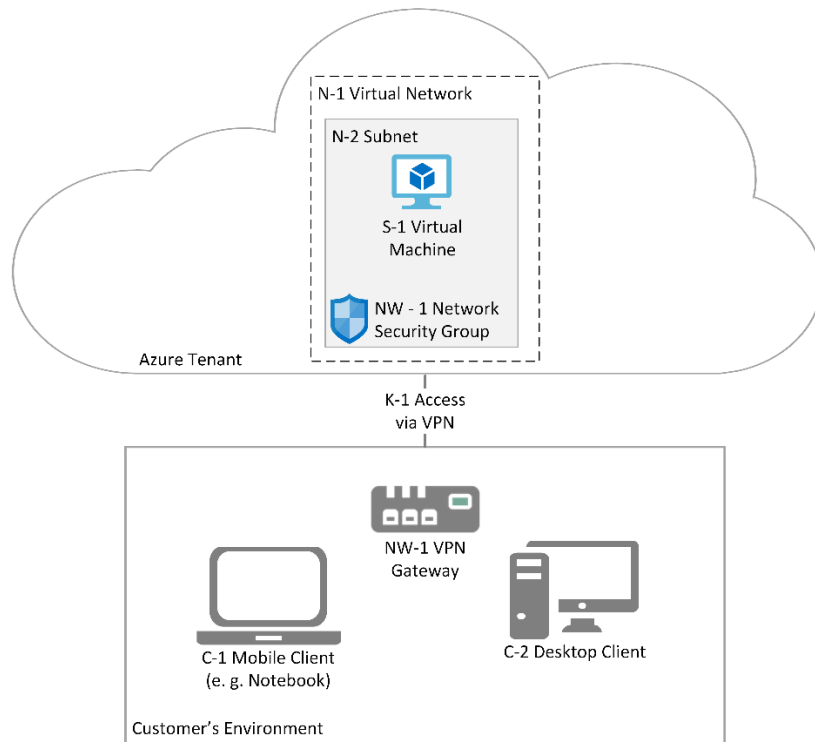 N-1 Virtual Network
N-2 Subnet
S-1 Virtual
Machine
NW - 1 Network
Security Group
Azure Tenant
K-1 Access
via VPN
NW-1 VPN
Gateway
C-1 Mobile Client
(e. g. Notebook)
C-2 Desktop Client
Customer’s Environment